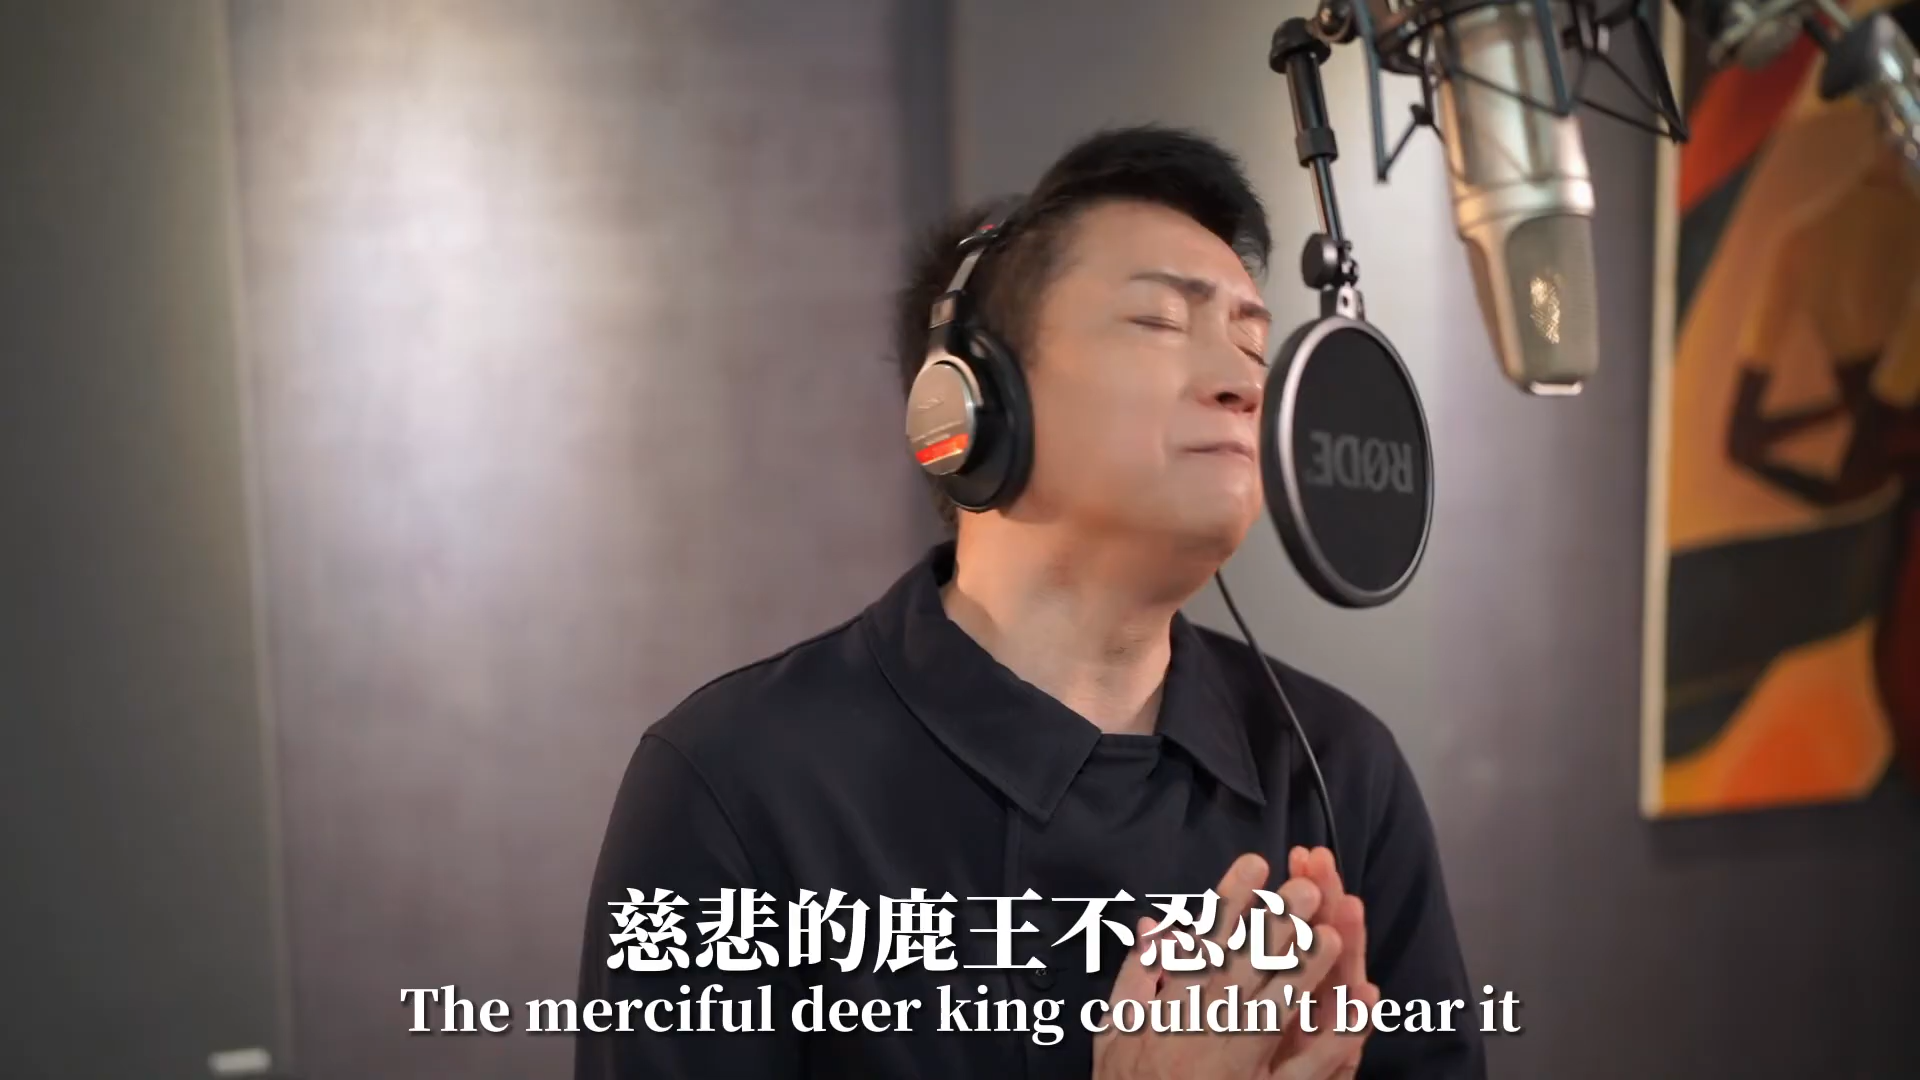 RØDE
慈悲的鹿王不忍心
The merciful deer king couldn't bear it